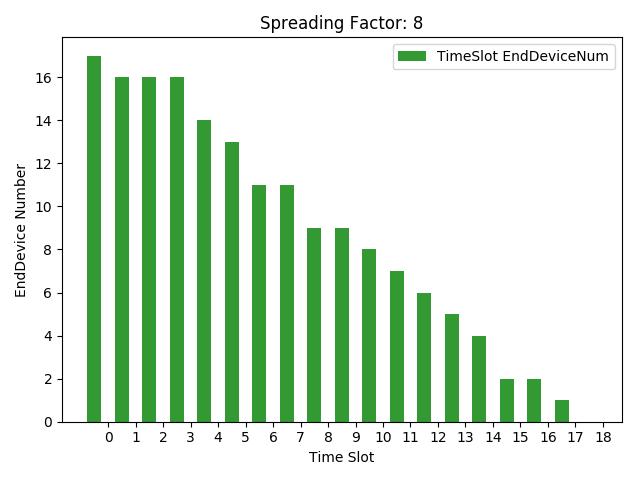 Spreading Factor: 8
TimeSlot EndDeviceNum
EndDevice Number
16
14
12
10
8
6
4
2
0
0 1 2 3 4 5 6 7 8 9 10 11 12 13 14 15 16 17 18
Time Slot